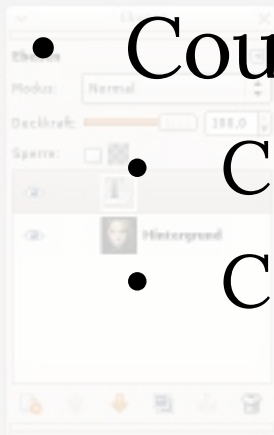 • Cou
Ebenen
Modus: Normal
Deckkraft: 100,0
• C
Sperre:
• C
Hintergrund